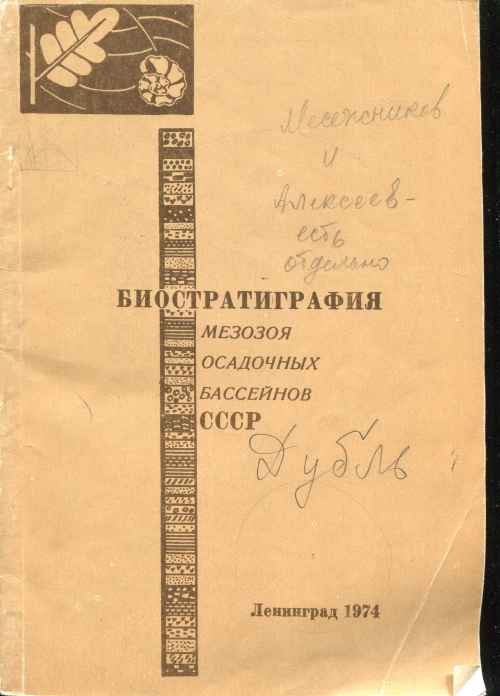 Месежников
и
Алексеев-
есть
отдельно
БИОСТРАТИГРАФИЯ
МЕЗОЗОЯ
ОСАДОЧНЫХ
БАССЕЙНОВ
СССР
Дубль
Ленинград 1974